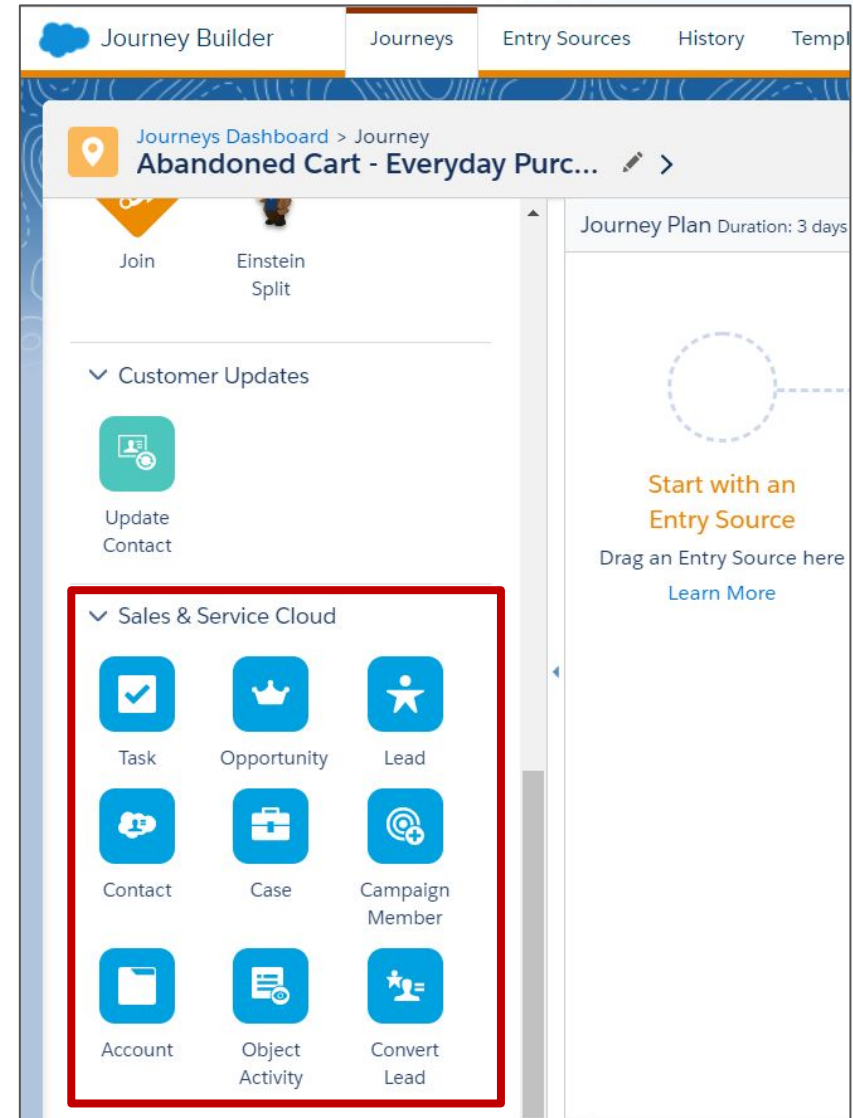 Journey Builder
Journeys
Entry Sources
History
Templ
Journeys Dashboard > Journey
Abandoned Cart - Everyday Purc...
Join
Einstein
Split
Journey Plan Duration: 3 days
Customer Updates
Update
Contact
Start with an
Entry Source
Drag an Entry Source here
Learn More
Sales & Service Cloud
Task
Opportunity
Lead
Contact
Case
Campaign
Member
Account
Object
Activity
Convert
Lead